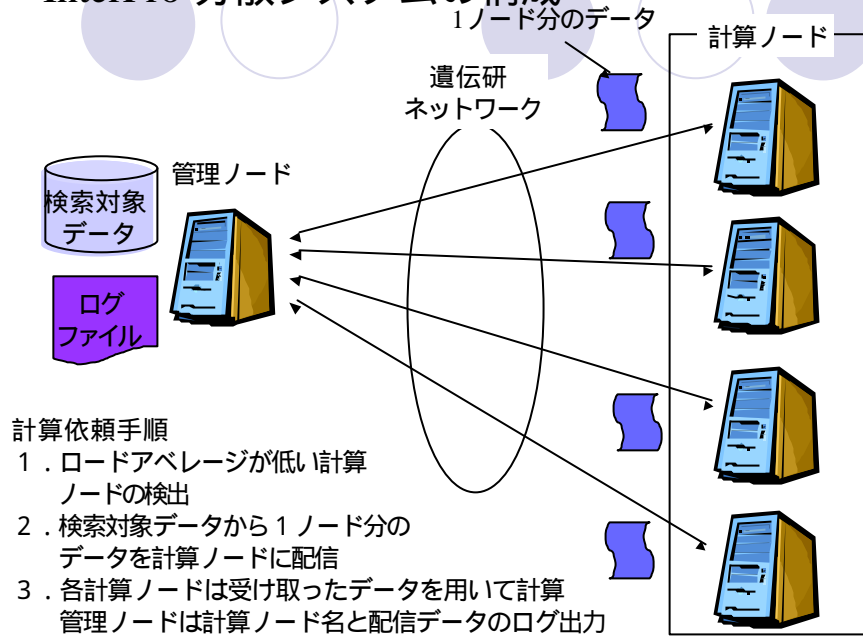 1ノード分のデータ
計算ノード
遺伝研
ネットワーク
管理ノード
検索対象
データ
ログ
ファイル
計算依頼手順
1．ロードアベレージが低い計算
ノードの検出
2．検索対象データから1ノード分の
データを計算ノードに配信
3．各計算ノードは受け取ったデータを用いて計算
管理ノードは計算ノード名と配信データのログ出力